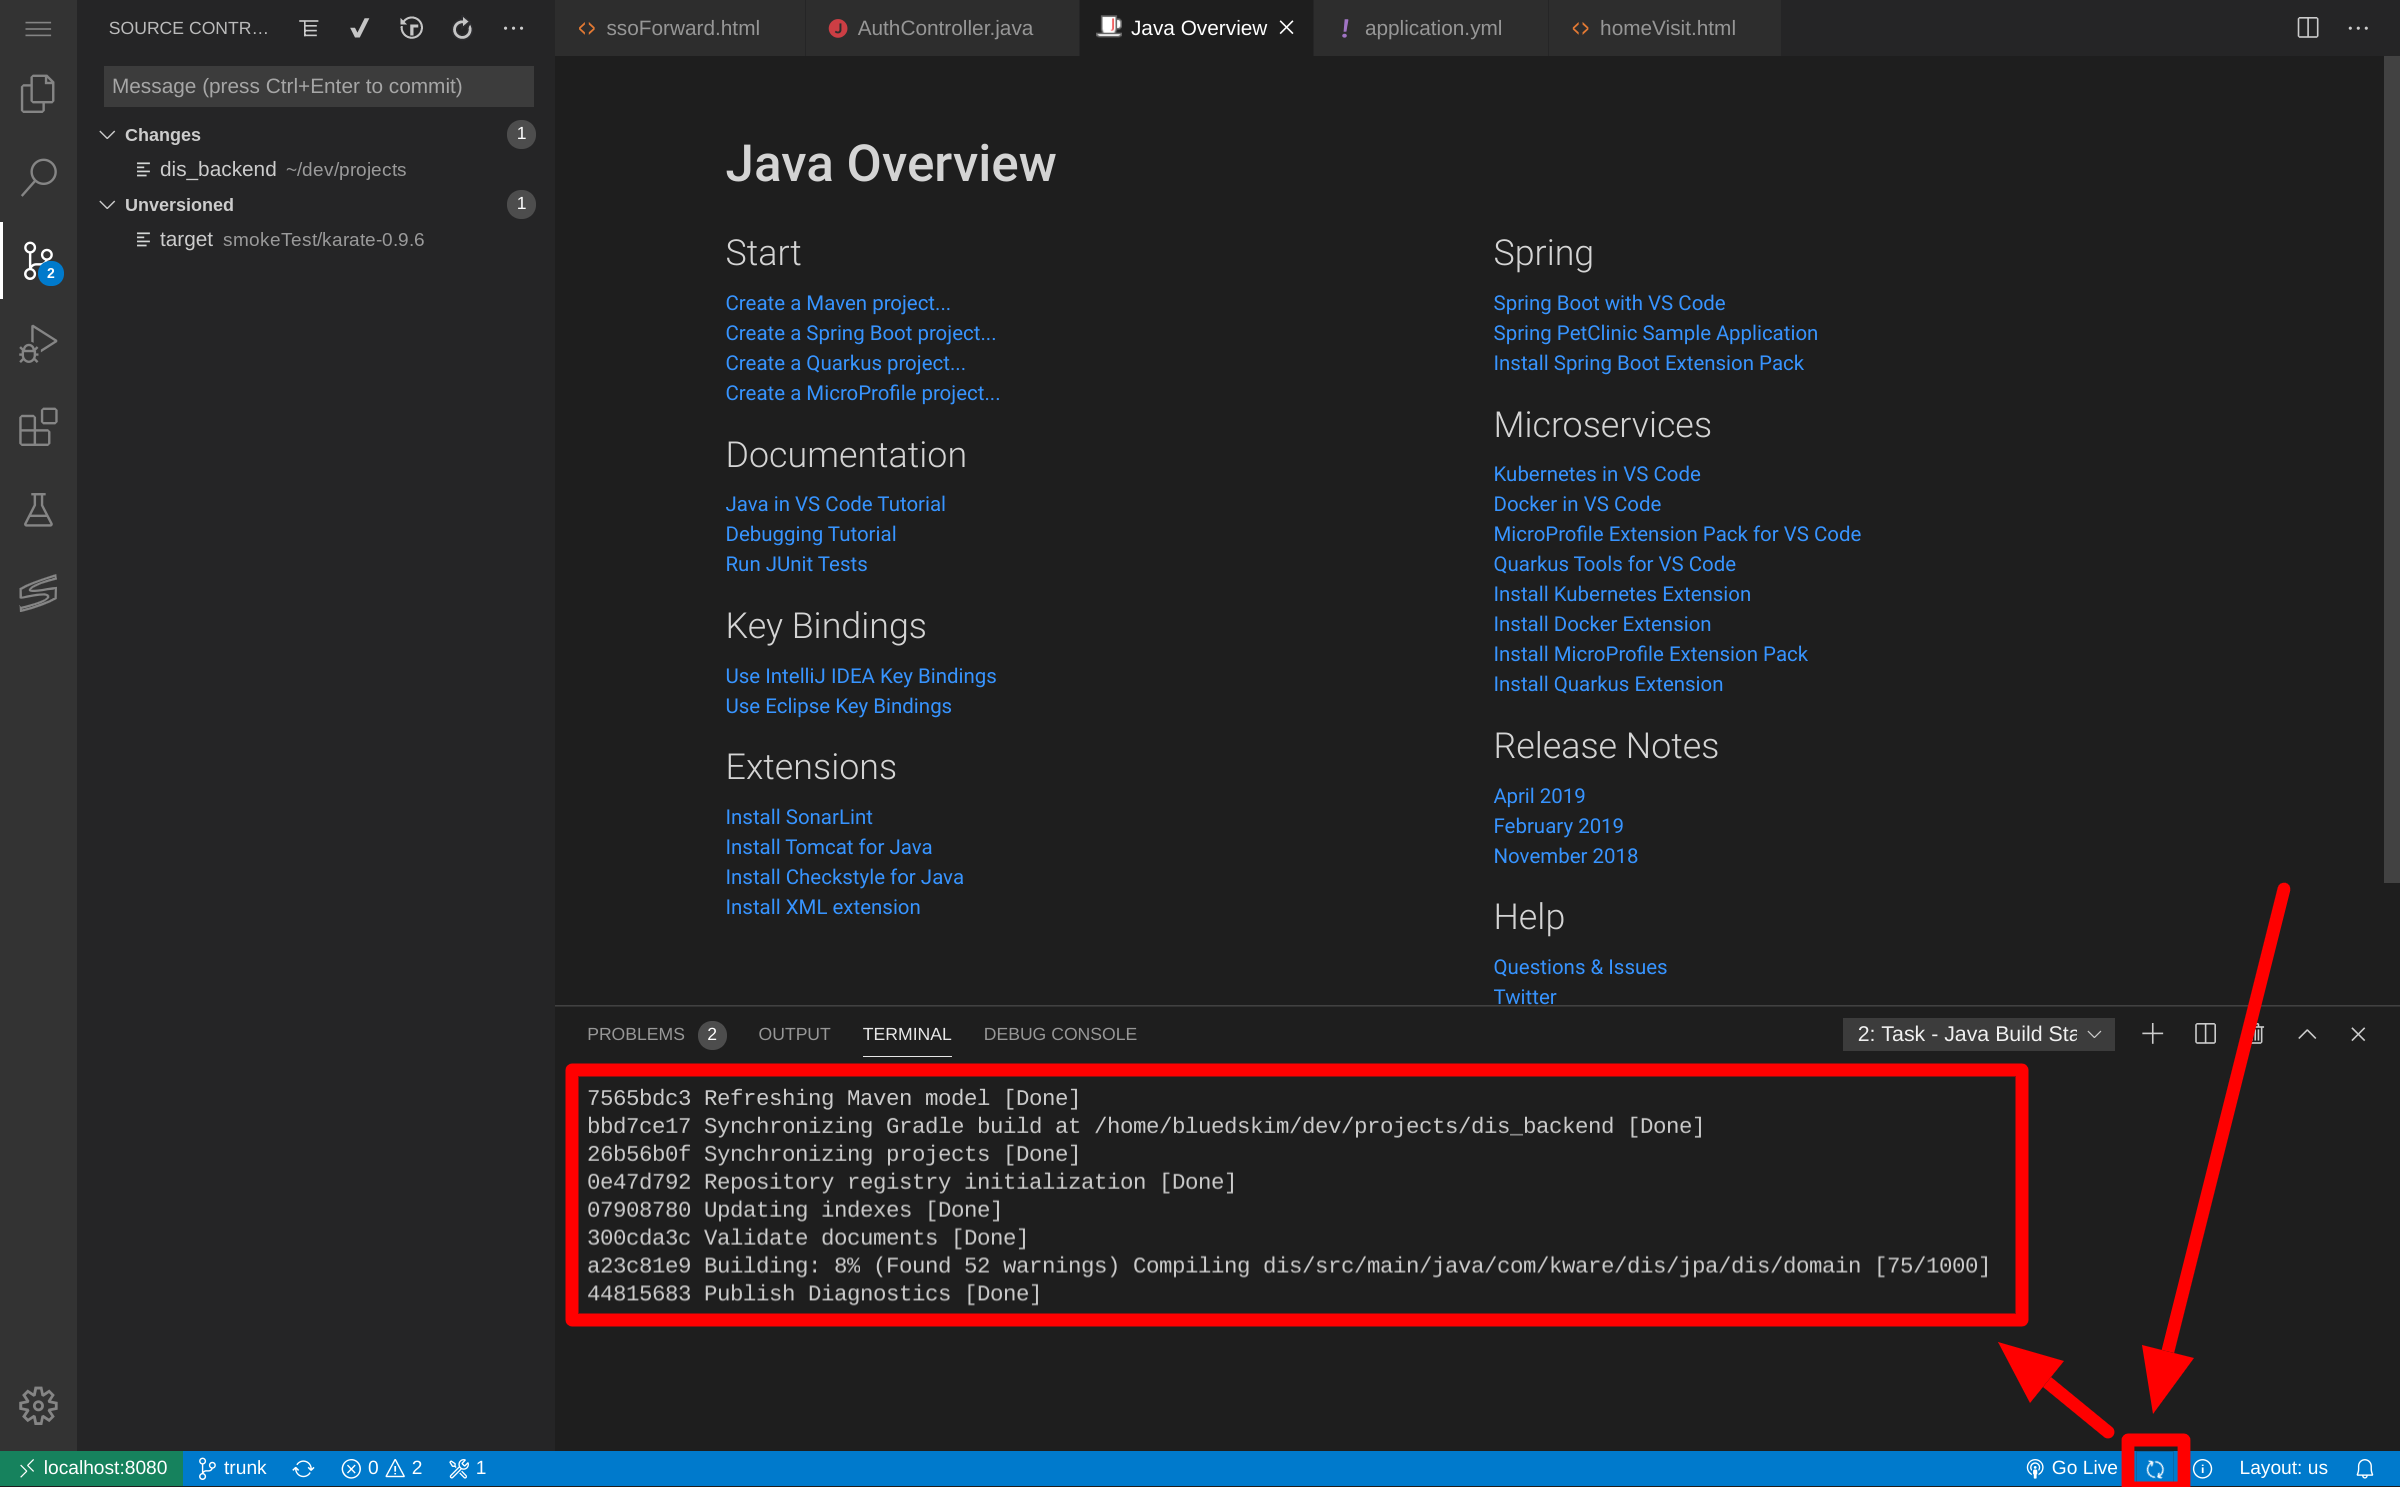 SOURCE CONTR...
Message (press Ctrl+Enter to commit)
Changes 1
dis_backend ~/dev/projects
Unversioned 1
target smokeTest/karate-0.9.6
2
ssoForward.html
AuthController.java
Java Overview
application.yml
homeVisit.html
Java Overview
Start
Create a Maven project...
Create a Spring Boot project...
Create a Quarkus project...
Create a MicroProfile project...
Documentation
Java in VS Code Tutorial
Debugging Tutorial
Run JUnit Tests
Key Bindings
Use IntelliJ IDEA Key Bindings
Use Eclipse Key Bindings
Extensions
Install SonarLint
Install Tomcat for Java
Install Checkstyle for Java
Install XML extension
Spring
Spring Boot with VS Code
Spring PetClinic Sample Application
Install Spring Boot Extension Pack
Microservices
Kubernetes in VS Code
Docker in VS Code
MicroProfile Extension Pack for VS Code
Quarkus Tools for VS Code
Install Kubernetes Extension
Install Docker Extension
Install MicroProfile Extension Pack
Install Quarkus Extension
Release Notes
April 2019
February 2019
November 2018
Help
Questions & Issues
Twitter
PROBLEMS 2 OUTPUT TERMINAL DEBUG CONSOLE
2: Task - Java Build Sta
7565bdc3 Refreshing Maven model [Done]
bbd7ce17 Synchronizing Gradle build at /home/bluedskim/dev/projects/dis_backend [Done]
26b56b0f Synchronizing projects [Done]
0e47d792 Repository registry initialization [Done]
07908780 Updating indexes [Done]
300cda3c Validate documents [Done]
a23c81e9 Building: 8% (Found 52 warnings) Compiling dis/src/main/java/com/kware/dis/jpa/dis/domain [75/1000]
44815683 Publish Diagnostics [Done]
localhost:8080 trunk 0 2 1 Go Live Layout: us